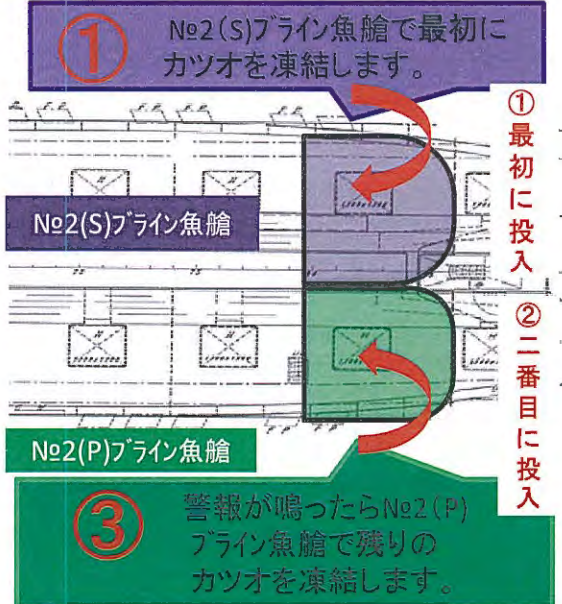 ①
№2(S)ブライン魚艙で最初に
カツオを凍結します。
①最初に投入
№2(S)ブライン魚艙
②二番目に投入
№2(P)ブライン魚艙
③
警報が鳴ったら№2(P)
ブライン魚艙で残りの
カツオを凍結します。